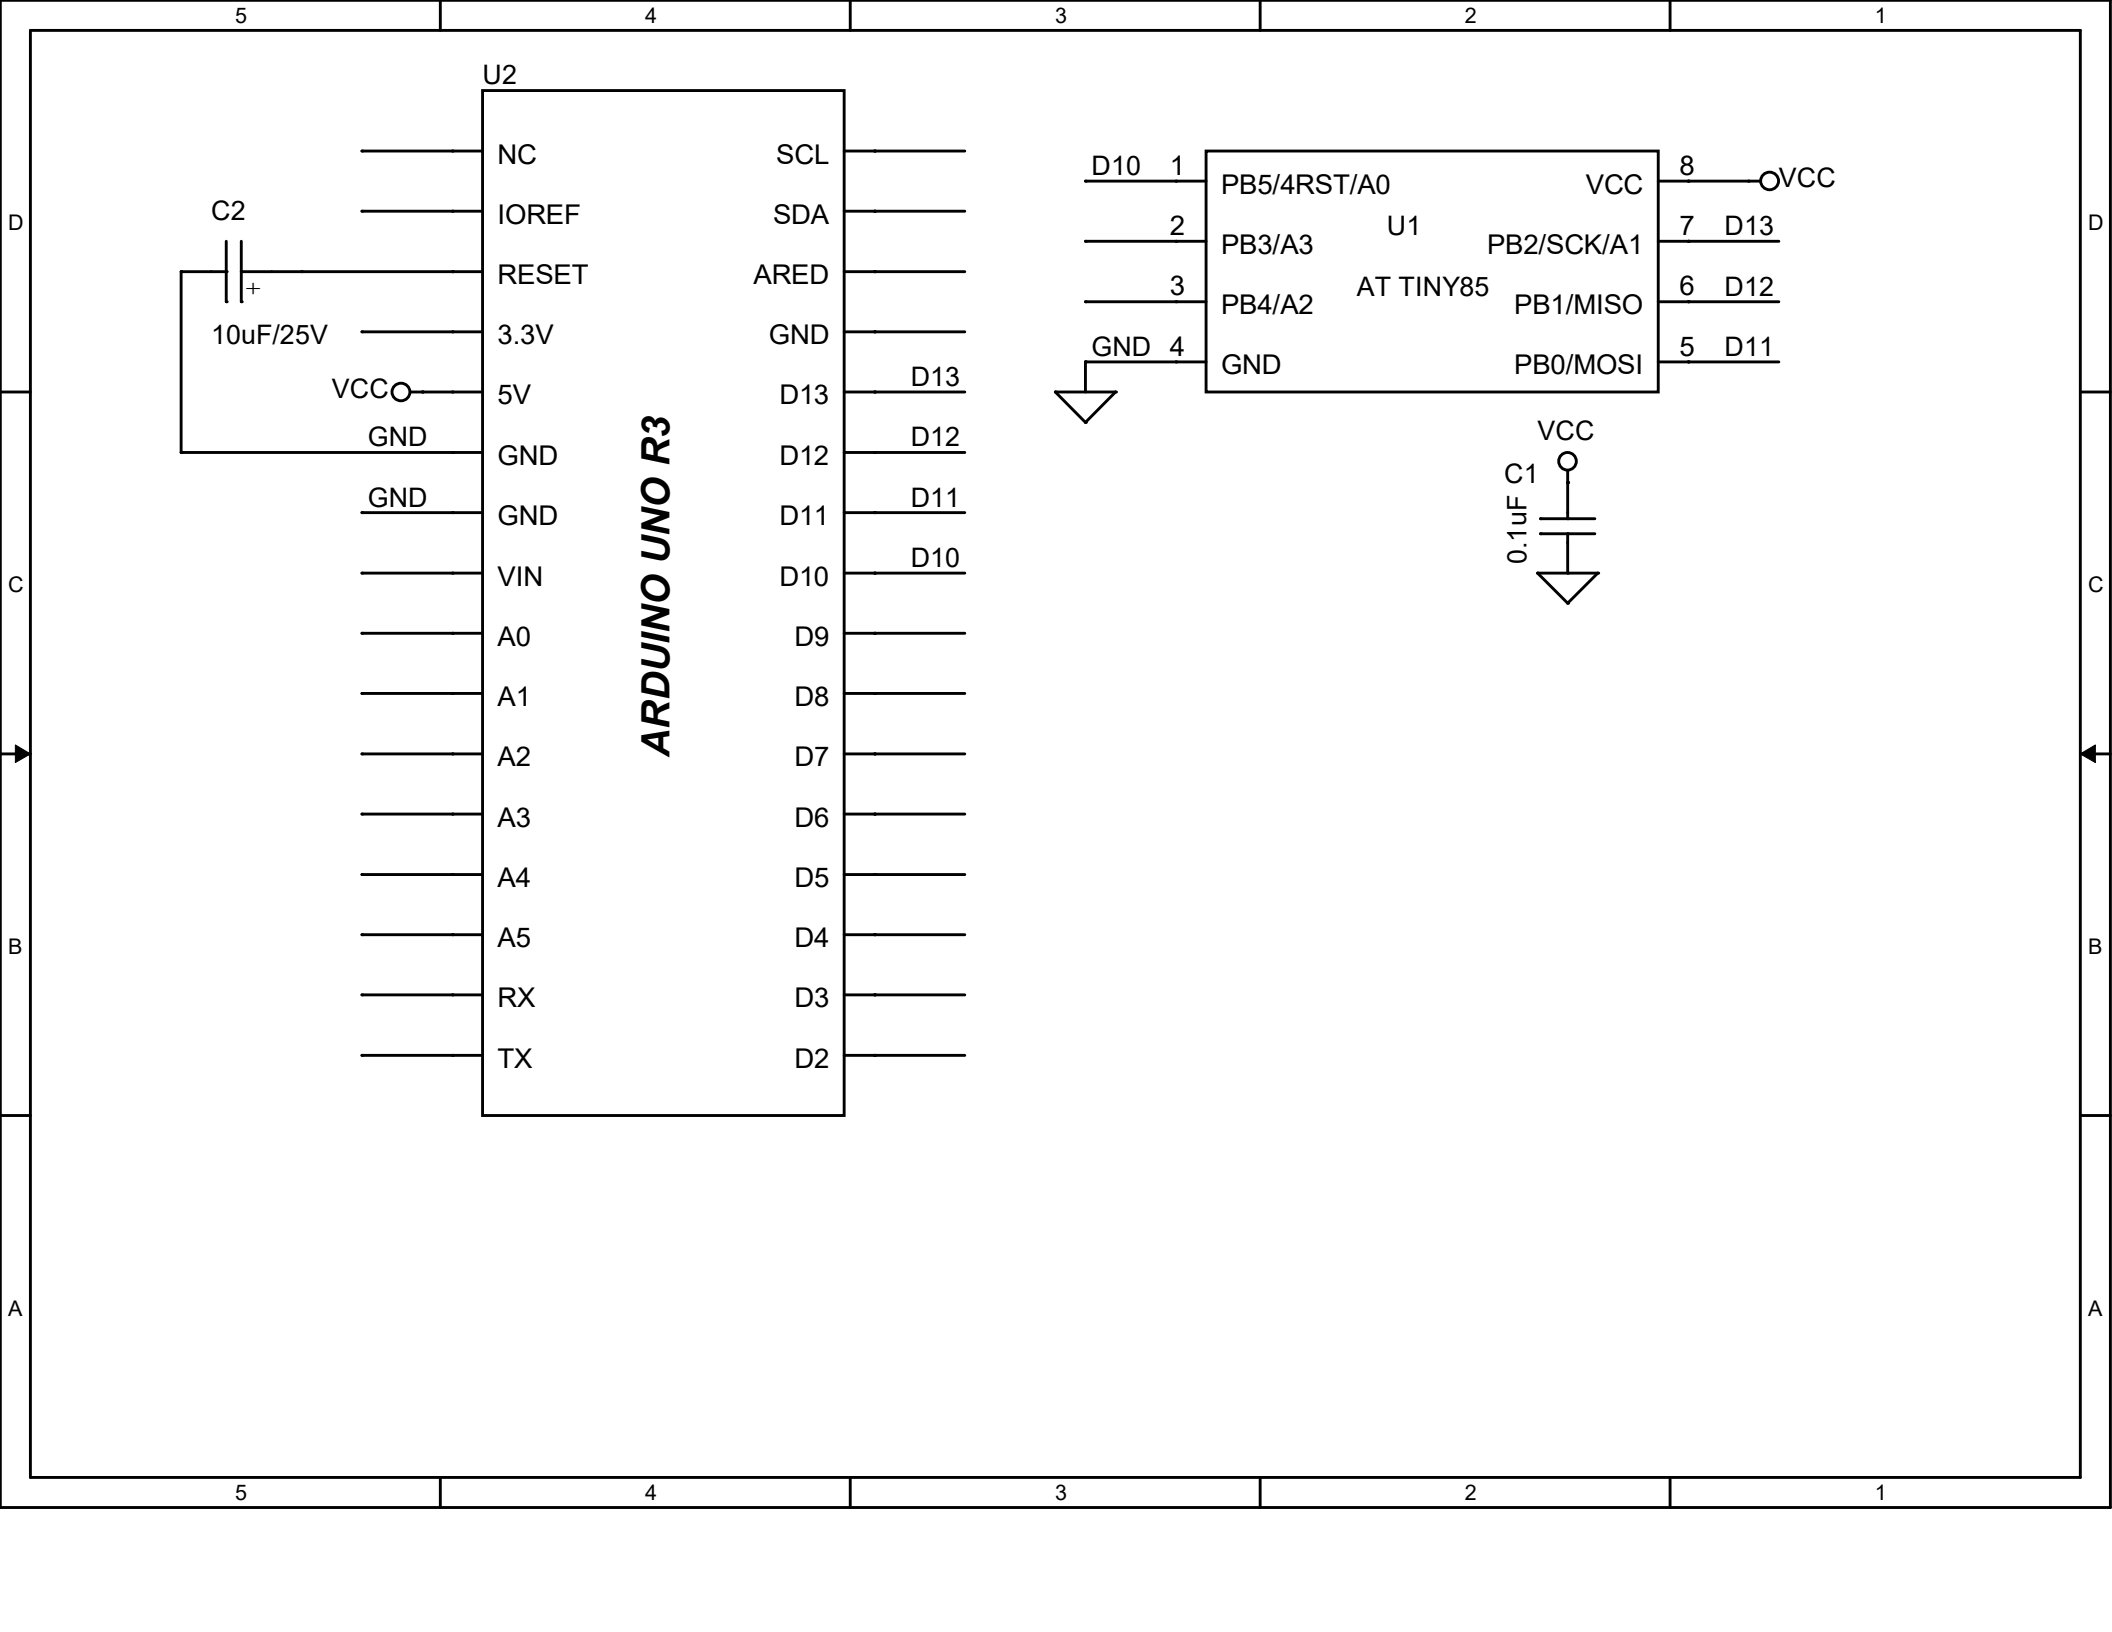 5 4 3 2 1
D
C
B
A
D
C
B
A
U2
NC
IOREF
RESET
3.3V
5V
GND
GND
VIN
A0
A1
A2
A3
A4
A5
RX
TX
SCL
SDA
ARED
GND
D13
D12
D11
D10
D9
D8
D7
D6
D5
D4
D3
D2
ARDUINO UNO R3
C2
+
10uF/25V
VCC
GND
GND
D13
D12
D11
D10
D10 1
2
3
GND 4
PB5/4RST/A0
PB3/A3
PB4/A2
GND
U1
AT TINY85
VCC
PB2/SCK/A1
PB1/MISO
PB0/MOSI
8 VCC
7 D13
6 D12
5 D11
VCC
C1
0.1uF
5 4 3 2 1